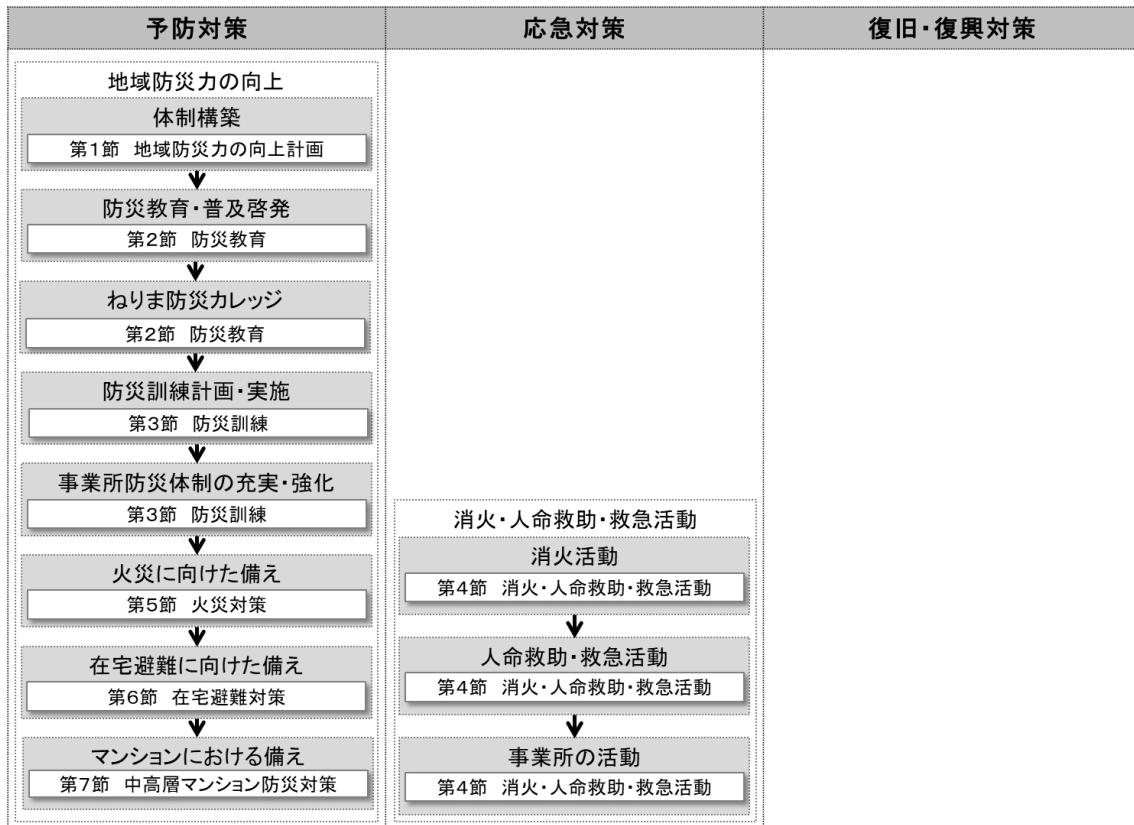 予防対策
応急対策
復旧・復興対策
地域防災力の向上
体制構築
第1節 地域防災力の向上計画
防災教育・普及啓発
第2節 防災教育
ねりま防災カレッジ
第2節 防災教育
防災訓練計画・実施
第3節 防災訓練
事業所防災体制の充実・強化
第3節 防災訓練
火災に向けた備え
第5節 火災対策
在宅避難に向けた備え
第6節 在宅避難対策
マンションにおける備え
第7節 中高層マンション防災対策
消火・人命救助・救急活動
消火活動
第4節 消火・人命救助・救急活動
人命救助・救急活動
第4節 消火・人命救助・救急活動
事業所の活動
第4節 消火・人命救助・救急活動